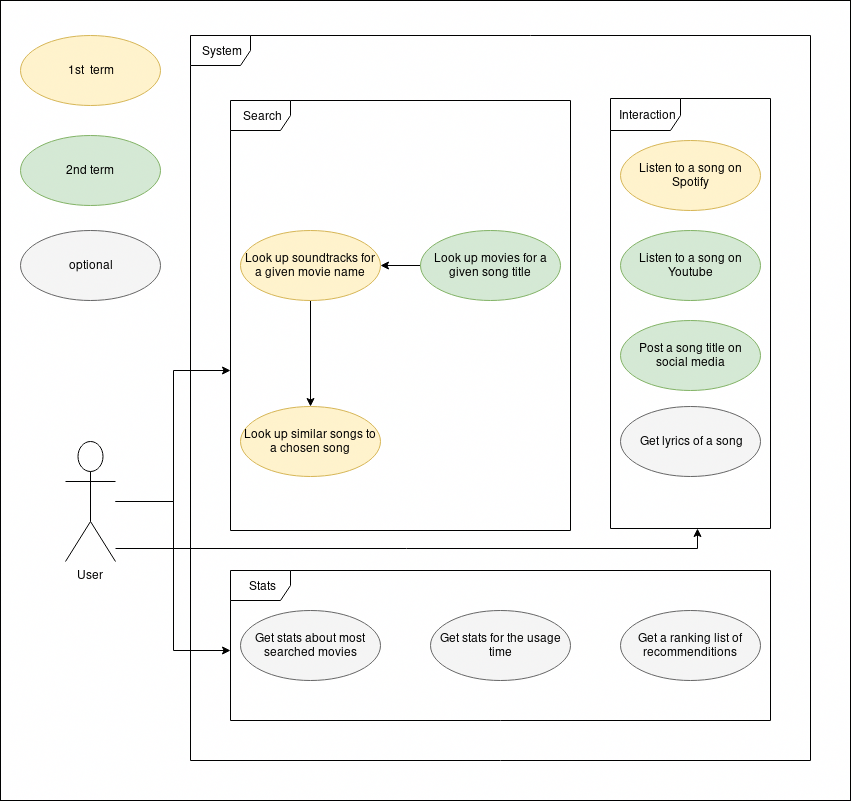 1st term
2nd term
optional
User
System
Search
Look up soundtracks for
a given movie name
Look up movies for a
given song title
Look up similar songs to
a chosen song
Interaction
Listen to a song on
Spotify
Listen to a song on
Youtube
Post a song title on
social media
Get lyrics of a song
Stats
Get stats about most
searched movies
Get stats for the usage
time
Get a ranking list of
recommenditions